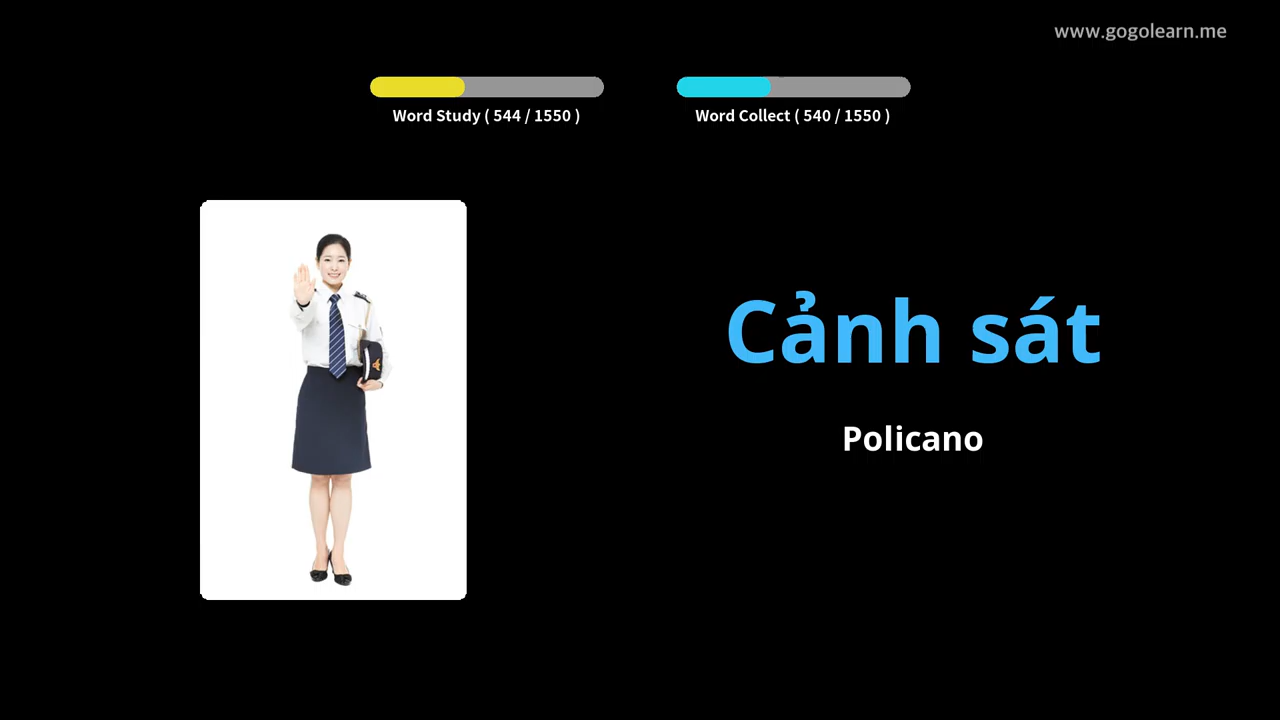 www.gogolearn.me
Word Study ( 544 / 1550 )
Word Collect ( 540 / 1550 )
Cảnh sát
Policano